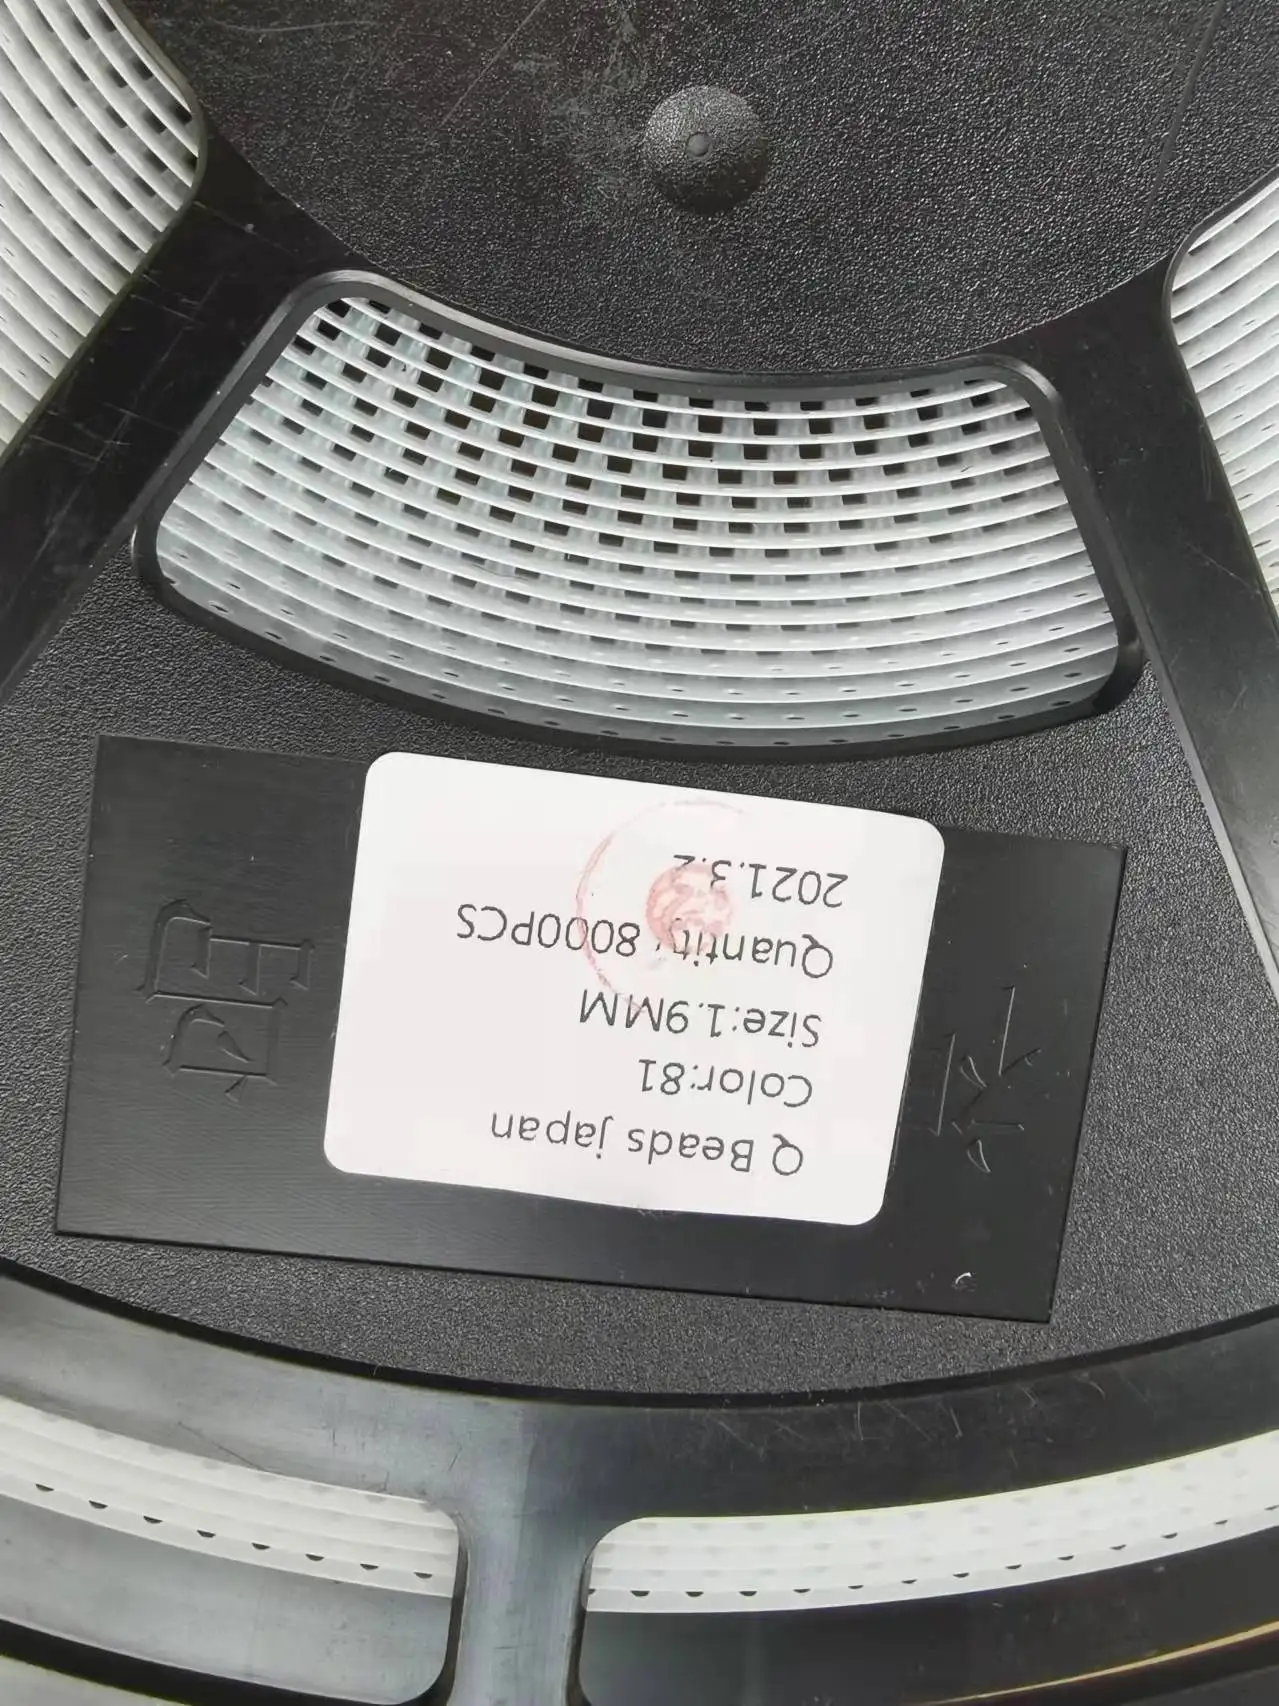 Q Beads japan
Color:81
Size:1.9MM
Quantity: 8000PCS
2021.3.2